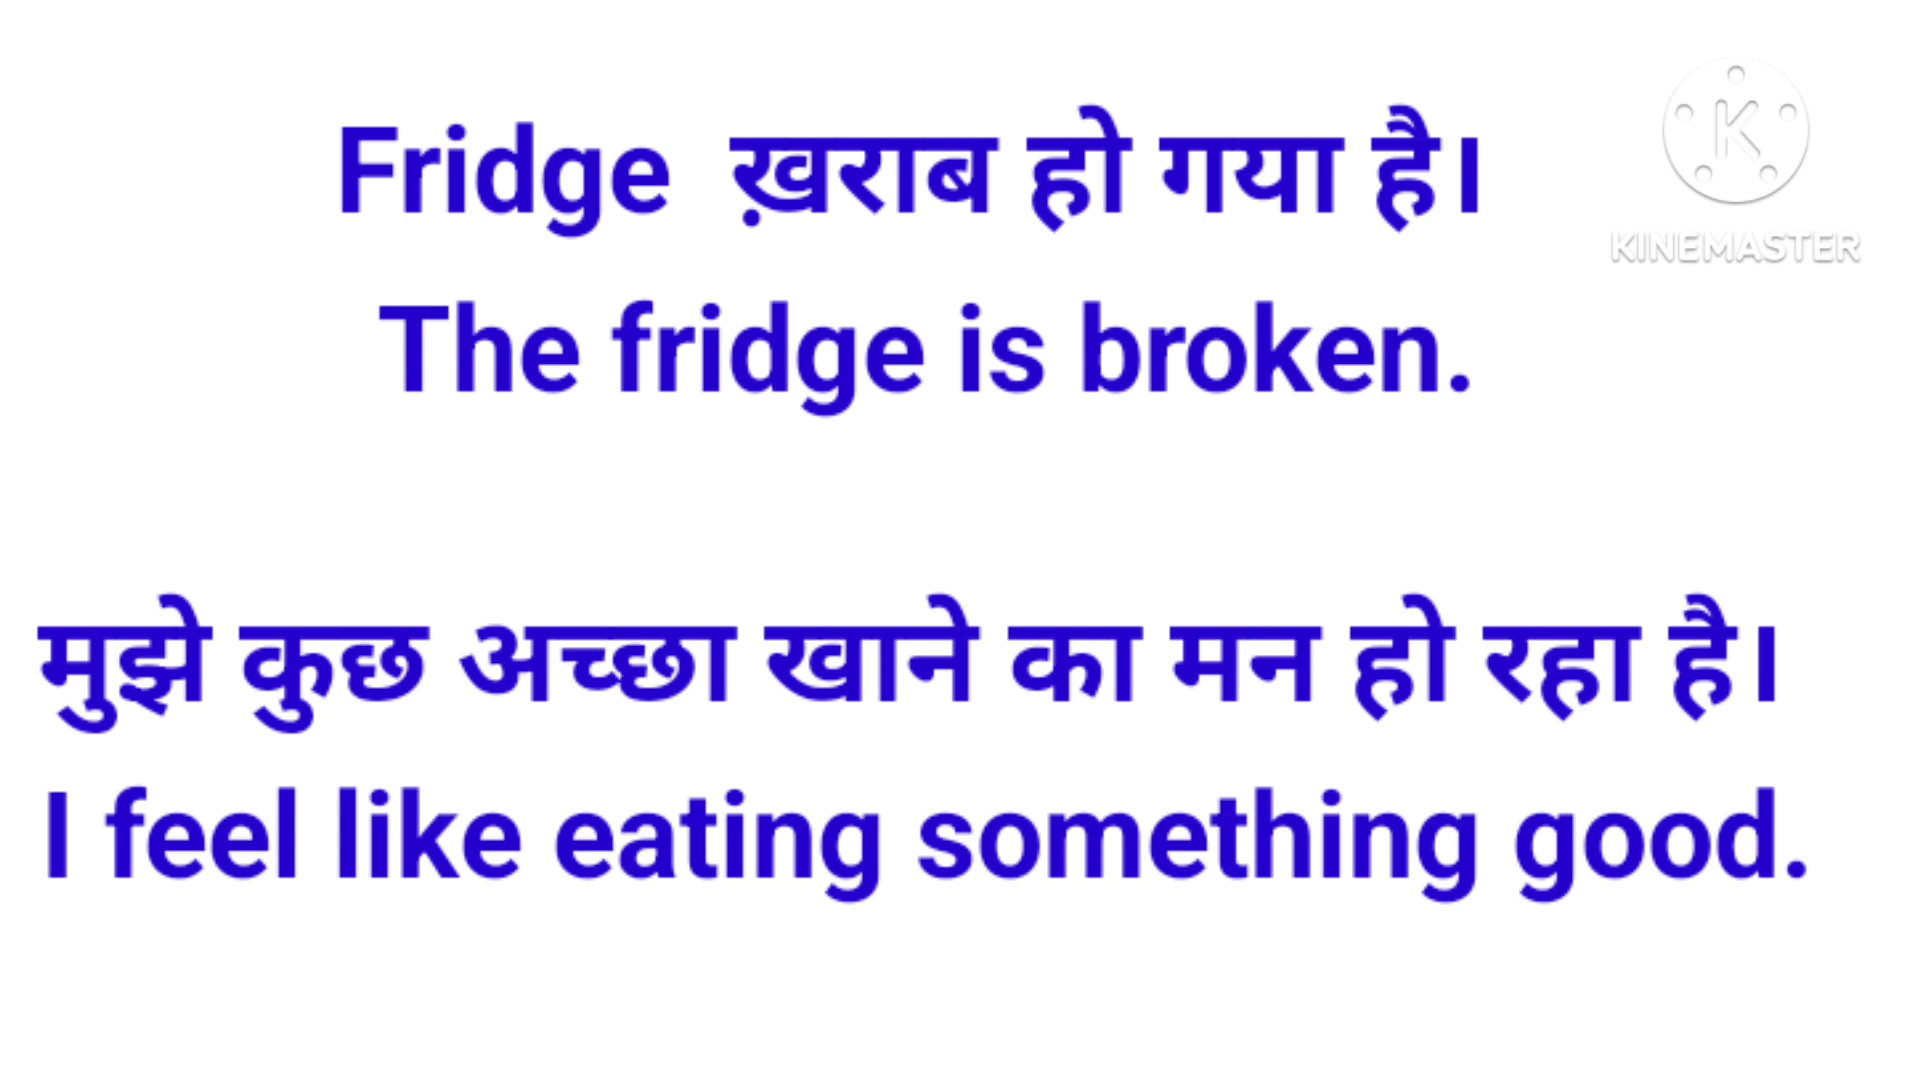 Fridge ख़राब हो गया है।
K
KINEMASTER
The fridge is broken.
मुझे कुछ अच्छा खाने का मन हो रहा है।
I feel like eating something good.